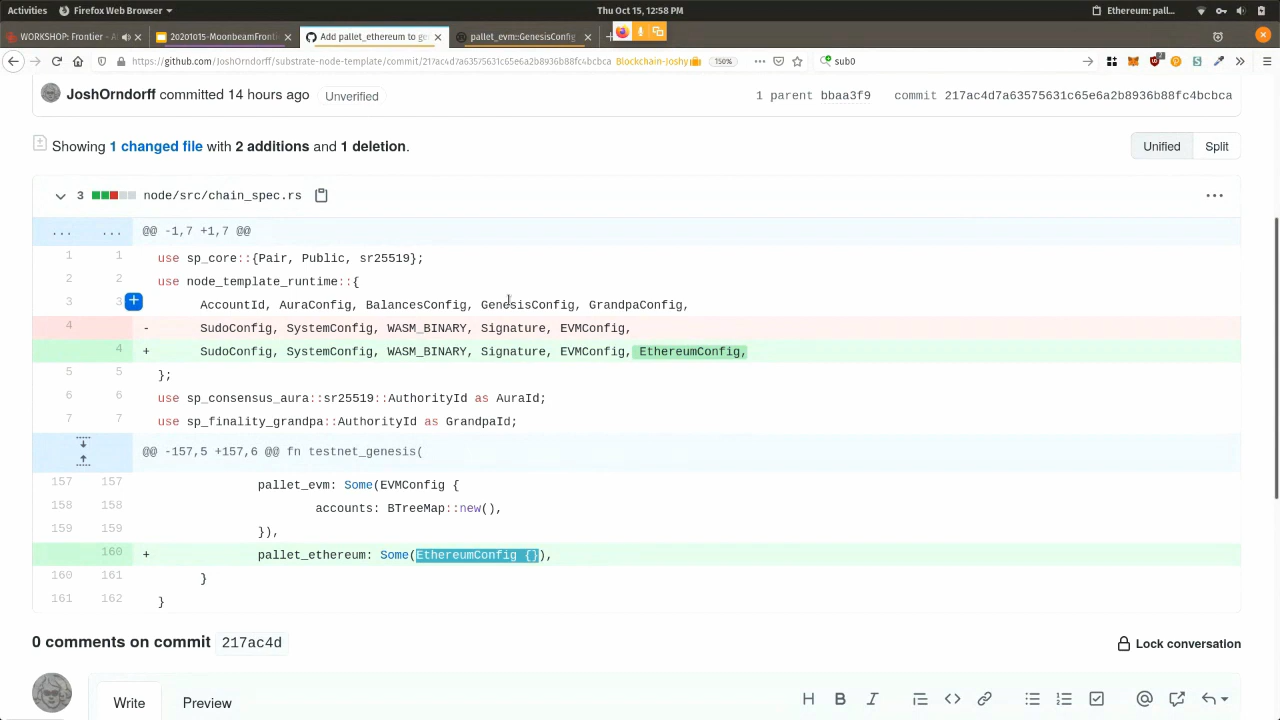 Activities Firefox Web Browser Thu Oct 15, 12:58 PM Ethereum: pall…
WORKSHOP: Frontier - 20201015-MoonbeamFronti Add pallet_ethereum to ge pallet_evm::GenesisConfig
https://github.com/JoshOrndorff/substrate-node-template/commit/217ac4d7a63575631c65e6a2b8936b88fc4bcbca Blockchain-Joshy 150% sub0
JoshOrndorff committed 14 hours ago Unverified 1 parent bbaa3f9 commit 217ac4d7a63575631c65e6a2b8936b88fc4bcbca
Showing 1 changed file with 2 additions and 1 deletion. Unified Split
3 node/src/chain_spec.rs
... ... @@ -1,7 +1,7 @@
1 1 use sp_core::{Pair, Public, sr25519};
2 2 use node_template_runtime::{
3 3 AccountId, AuraConfig, BalancesConfig, GenesisConfig, GrandpaConfig,
4 - SudoConfig, SystemConfig, WASM_BINARY, Signature, EVMConfig,
4 + SudoConfig, SystemConfig, WASM_BINARY, Signature, EVMConfig, EthereumConfig,
5 5 };
6 6 use sp_consensus_aura::sr25519::AuthorityId as AuraId;
7 7 use sp_finality_grandpa::AuthorityId as GrandpaId;
@@ -157,5 +157,6 @@ fn testnet_genesis(
157 157 pallet_evm: Some(EVMConfig {
158 158 accounts: BTreeMap::new(),
159 159 }),
160 + pallet_ethereum: Some(EthereumConfig {}),
160 161 }
161 162 }
0 comments on commit 217ac4d Lock conversation
Write Preview